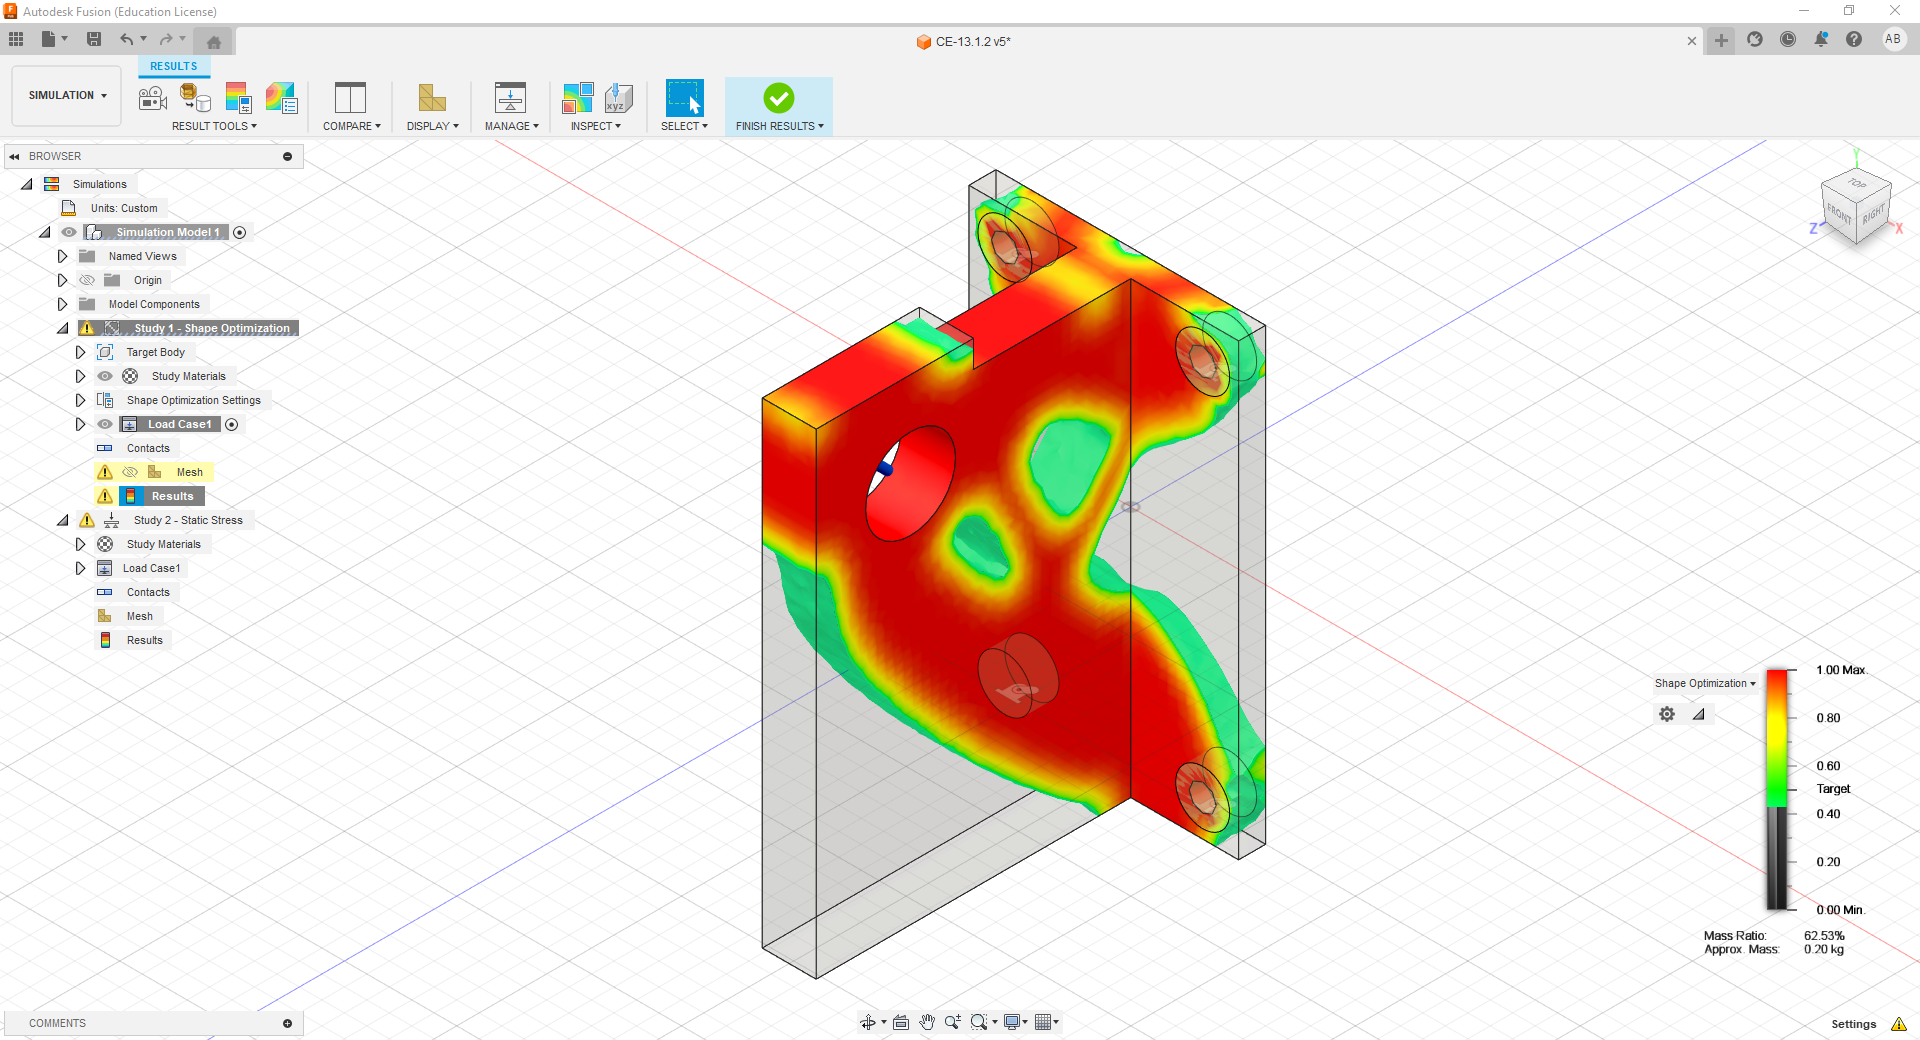 Autodesk Fusion (Education License)
CE-13.1.2 v5*
AB
RESULTS
SIMULATION
RESULT TOOLS
COMPARE
DISPLAY
MANAGE
INSPECT
SELECT
FINISH RESULTS
xyz
BROWSER
Simulations
Units: Custom
Simulation Model 1
Named Views
Origin
Model Components
Study 1 - Shape Optimization
Target Body
Study Materials
Shape Optimization Settings
Load Case1
Contacts
Mesh
Results
Study 2 - Static Stress
Study Materials
Load Case1
Contacts
Mesh
Results
Y
TOP
FRONT
RIGHT
Z
X
Shape Optimization
1.00 Max.
0.80
0.60
Target
0.40
0.20
0.00 Min.
Mass Ratio: 62.53%
Approx. Mass: 0.20 kg
COMMENTS
Settings